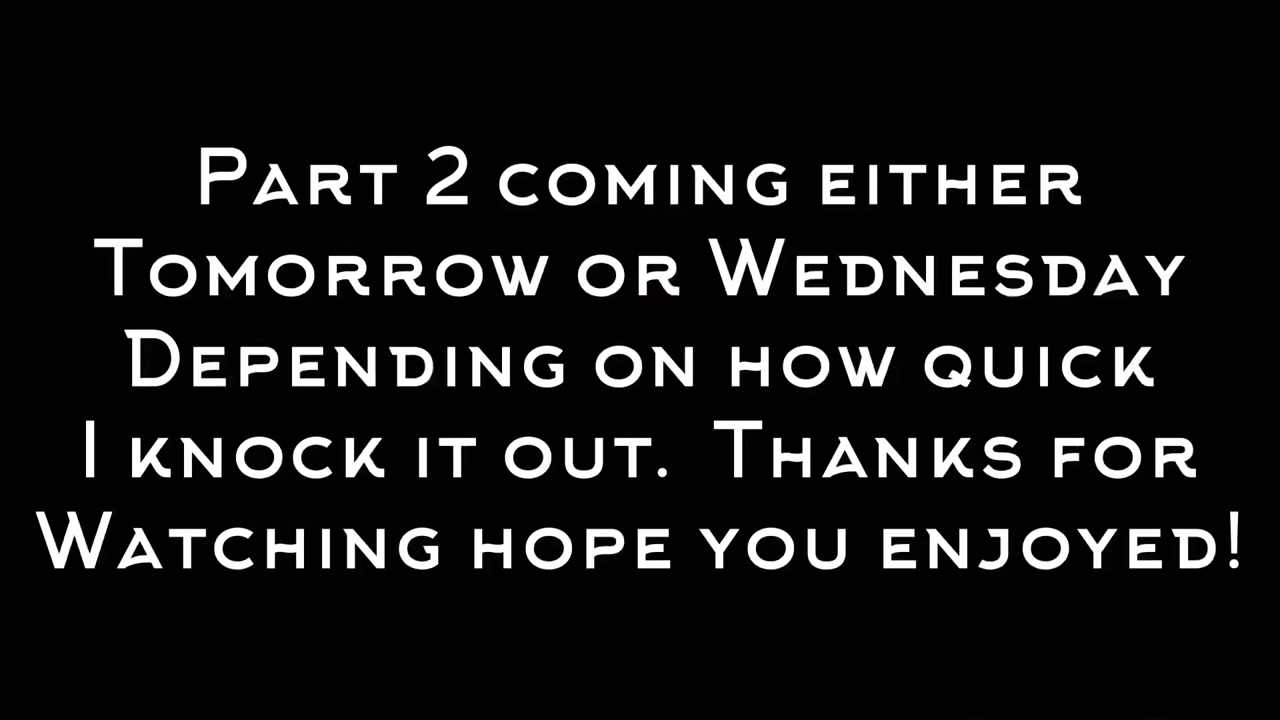 Part 2 coming either
Tomorrow or Wednesday
Depending on how quick
I knock it out. Thanks for
Watching hope you enjoyed!